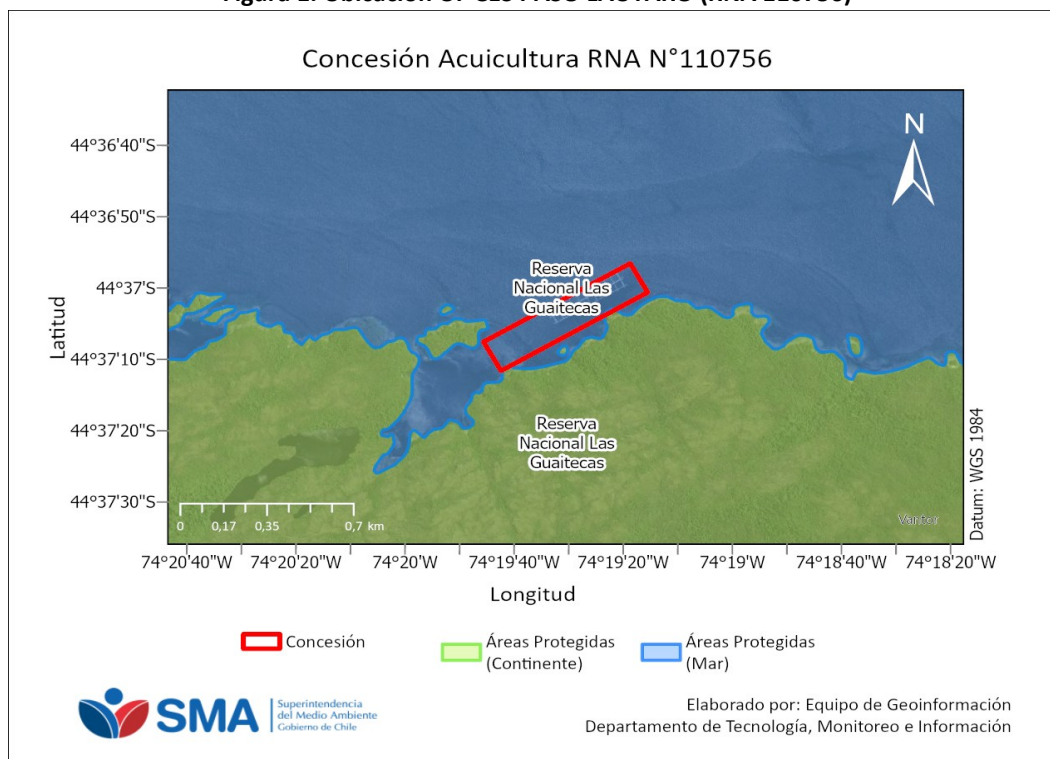 Concesión Acuicultura RNA N°110756
N
44°36'40"S
44°36'50"S
44°37'S
44°37'10"S
44°37'20"S
44°37'30"S
Latitud
Reserva
Nacional Las
Guaitecas
Reserva
Nacional Las
Guaitecas
0 0,17 0,35 0,7 km
Vantor
Datum: WGS 1984
74°20'40"W 74°20'20"W 74°20'W 74°19'40"W 74°19'20"W 74°19'W 74°18'40"W 74°18'20"W
Longitud
Concesión
Áreas Protegidas
(Continente)
Áreas Protegidas
(Mar)
SMA
Superintendencia
del Medio Ambiente
Gobierno de Chile
Elaborado por: Equipo de Geoinformación
Departamento de Tecnología, Monitoreo e Información